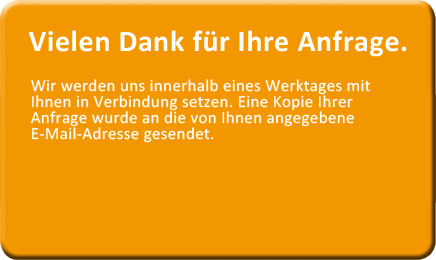 Vielen Dank für Ihre Anfrage.
Wir werden uns innerhalb eines Werktages mit
Ihnen in Verbindung setzen. Eine Kopie Ihrer
Anfrage wurde an die von Ihnen angegebene
E-Mail-Adresse gesendet.